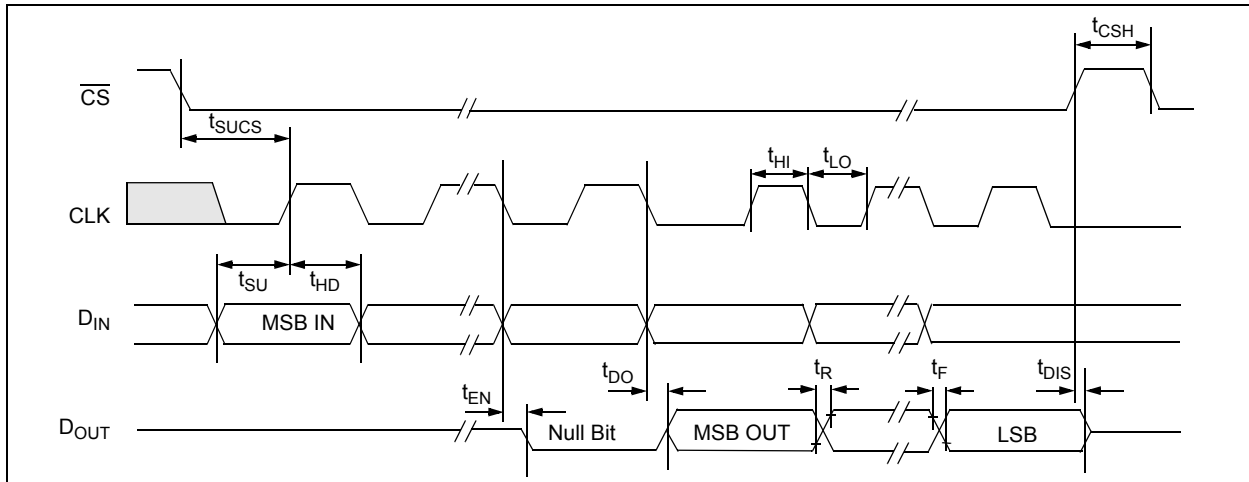 tCSH
CS
tSUCS
tHI tLO
CLK
tSU tHD
DIN MSB IN
tEN tDO tR tF tDIS
DOUT Null Bit MSB OUT LSB